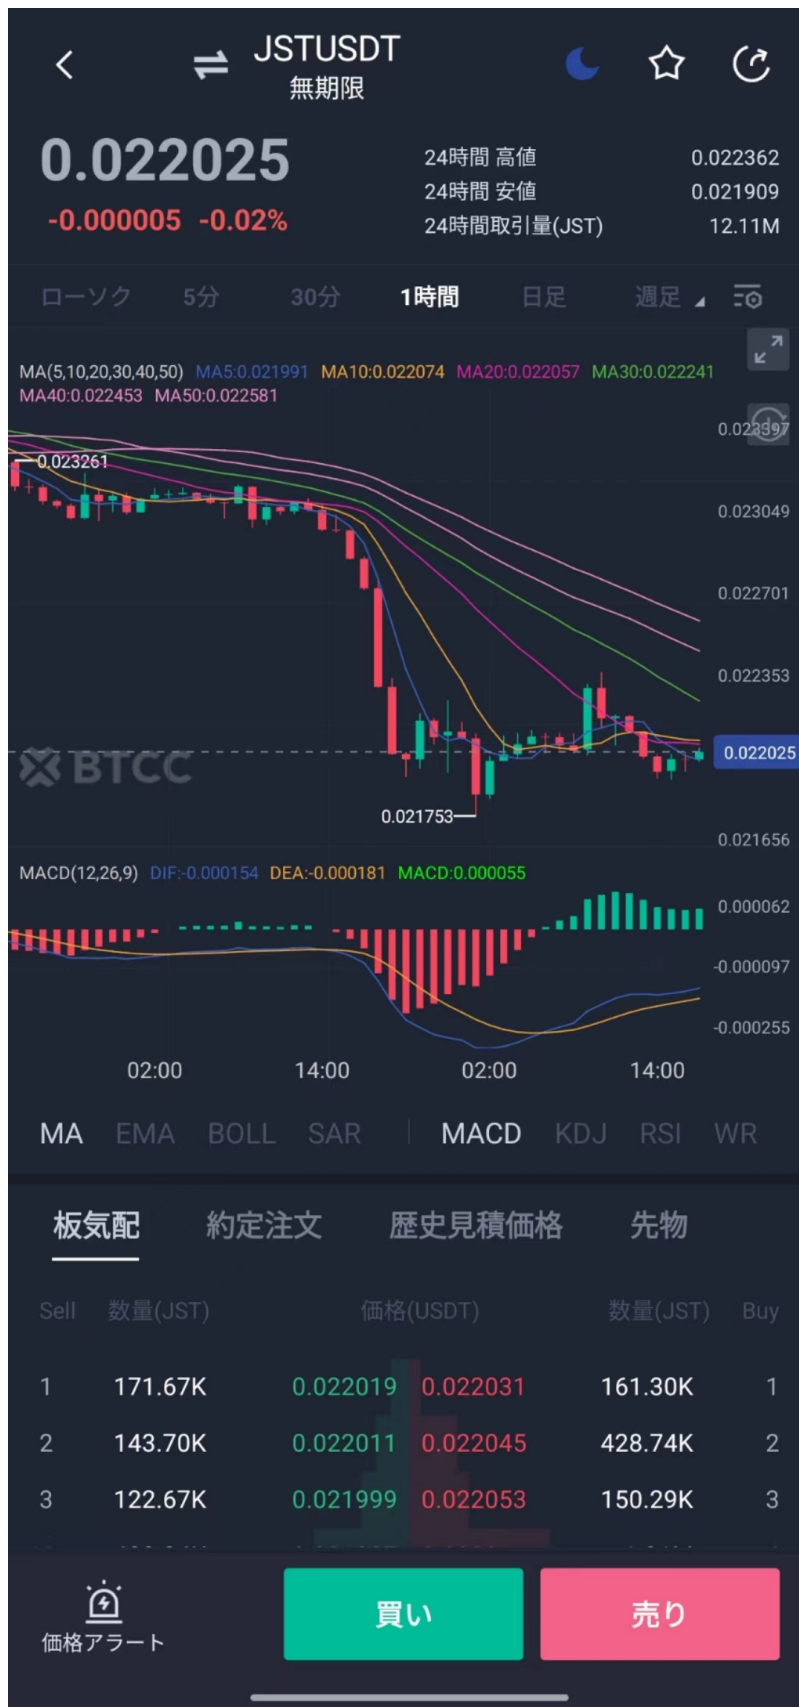 JSTUSDT
無期限
0.022025
-0.000005 -0.02%
24時間 高値 0.022362
24時間 安値 0.021909
24時間取引量(JST) 12.11M
ローソク 5分 30分 1時間 日足 週足
MA(5,10,20,30,40,50) MA5:0.021991 MA10:0.022074 MA20:0.022057 MA30:0.022241
MA40:0.022453 MA50:0.022581
0.023397
0.023261
0.023049
0.022701
0.022353
0.022025
BTCC
0.021753
0.021656
MACD(12,26,9) DIF:-0.000154 DEA:-0.000181 MACD:0.000055
0.000062
-0.000097
-0.000255
02:00 14:00 02:00 14:00
MA EMA BOLL SAR MACD KDJ RSI WR
板気配 約定注文 歴史見積価格 先物
Sell 数量(JST) 価格(USDT) 数量(JST) Buy
1 171.67K 0.022019 0.022031 161.30K 1
2 143.70K 0.022011 0.022045 428.74K 2
3 122.67K 0.021999 0.022053 150.29K 3
価格アラート 買い 売り